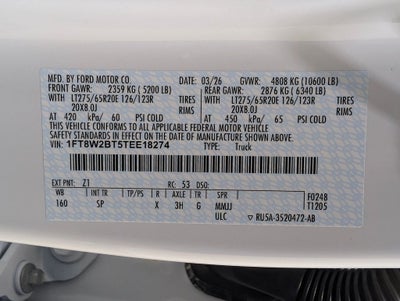 MFD. BY FORD MOTOR CO. 03/26 GVWR: 4808 KG (10600 LB)
FRONT GAWR: 2359 KG (5200 LB) REAR GAWR: 2876 KG (6340 LB)
WITH LT275/65R20E 126/123R TIRES WITH LT275/65R20E 126/123R TIRES
20X8.0J RIMS 20X8.0J RIMS
AT 420 kPa/ 60 PSI COLD AT 450 kPa/ 65 PSI COLD
THIS VEHICLE CONFORMS TO ALL APPLICABLE FEDERAL MOTOR VEHICLE
SAFETY STANDARDS IN EFFECT ON THE DATE OF MANUFACTURE SHOWN ABOVE.
VIN: 1FT8W2BT5TEE18274 TYPE: Truck
EXT PNT: Z1 RC: 53 DSO:
WB INT TR TP/PS R AXLE TR SPR F0248
160 SP X 3H G MMJJ T1205
ULC RU5A-3520472-AB